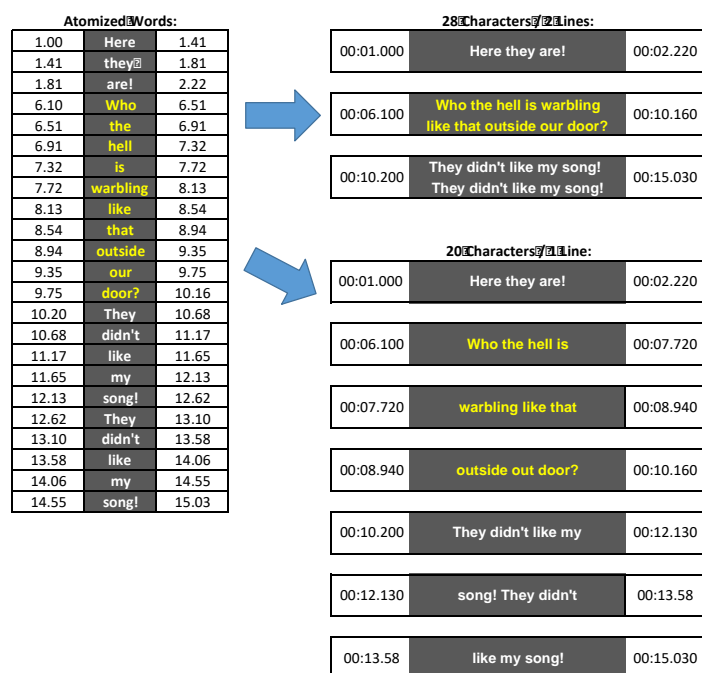 Atomized Words:
1.00 Here 1.41
1.41 they 1.81
1.81 are! 2.22
6.10 Who 6.51
6.51 the 6.91
6.91 hell 7.32
7.32 is 7.72
7.72 warbling 8.13
8.13 like 8.54
8.54 that 8.94
8.94 outside 9.35
9.35 our 9.75
9.75 door? 10.16
10.20 They 10.68
10.68 didn't 11.17
11.17 like 11.65
11.65 my 12.13
12.13 song! 12.62
12.62 They 13.10
13.10 didn't 13.58
13.58 like 14.06
14.06 my 14.55
14.55 song! 15.03
28 Characters / 2 Lines:
00:01.000 Here they are! 00:02.220
00:06.100 Who the hell is warbling
like that outside our door? 00:10.160
00:10.200 They didn't like my song!
They didn't like my song! 00:15.030
20 Characters / 1 Line:
00:01.000 Here they are! 00:02.220
00:06.100 Who the hell is 00:07.720
00:07.720 warbling like that 00:08.940
00:08.940 outside out door? 00:10.160
00:10.200 They didn't like my 00:12.130
00:12.130 song! They didn't 00:13.58
00:13.58 like my song! 00:15.030